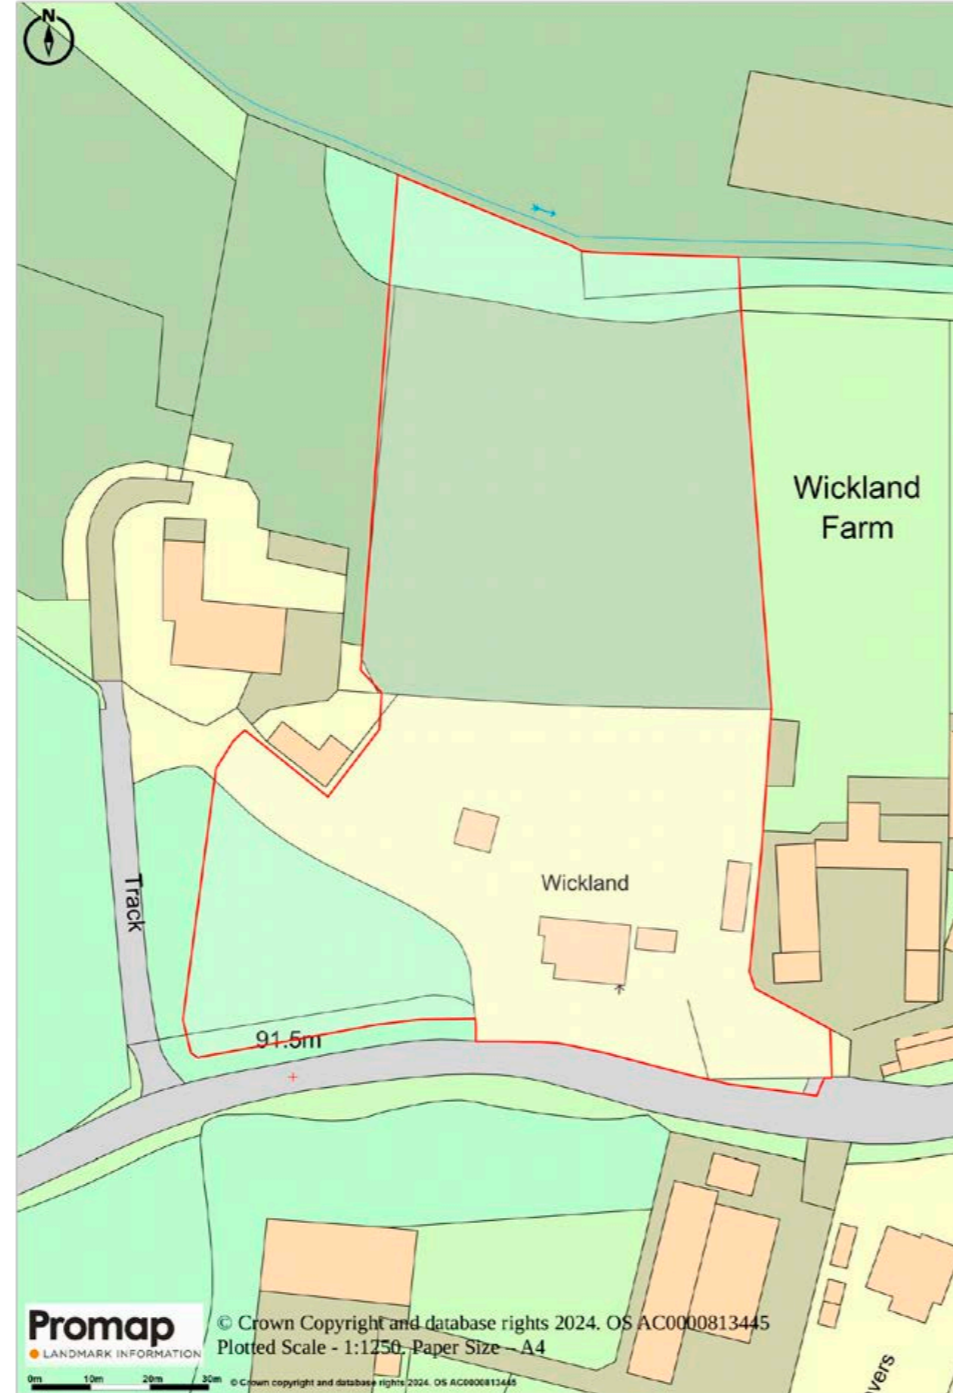 N
Wickland
Farm
Wickland
Track
91.5m
Promap
LANDMARK INFORMATION
© Crown Copyright and database rights 2024. OS AC0000813445
Plotted Scale - 1:1250. Paper Size – A4
0m 10m 20m 30m © Crown copyright and database rights 2024. OS AC0000813445
vers